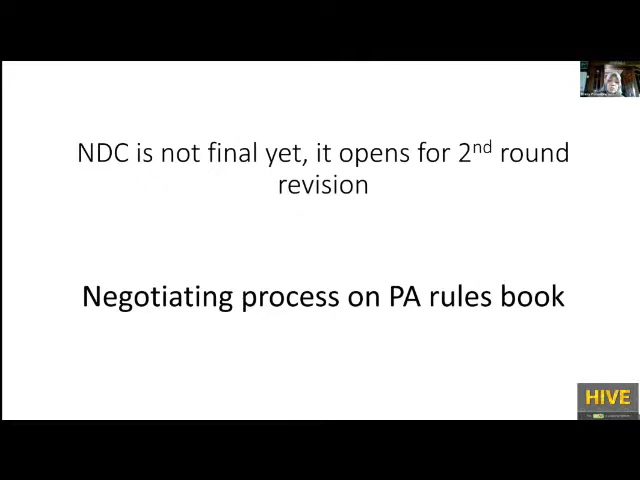 NDC is not final yet, it opens for 2nd round
revision
Negotiating process on PA rules book
HIVE